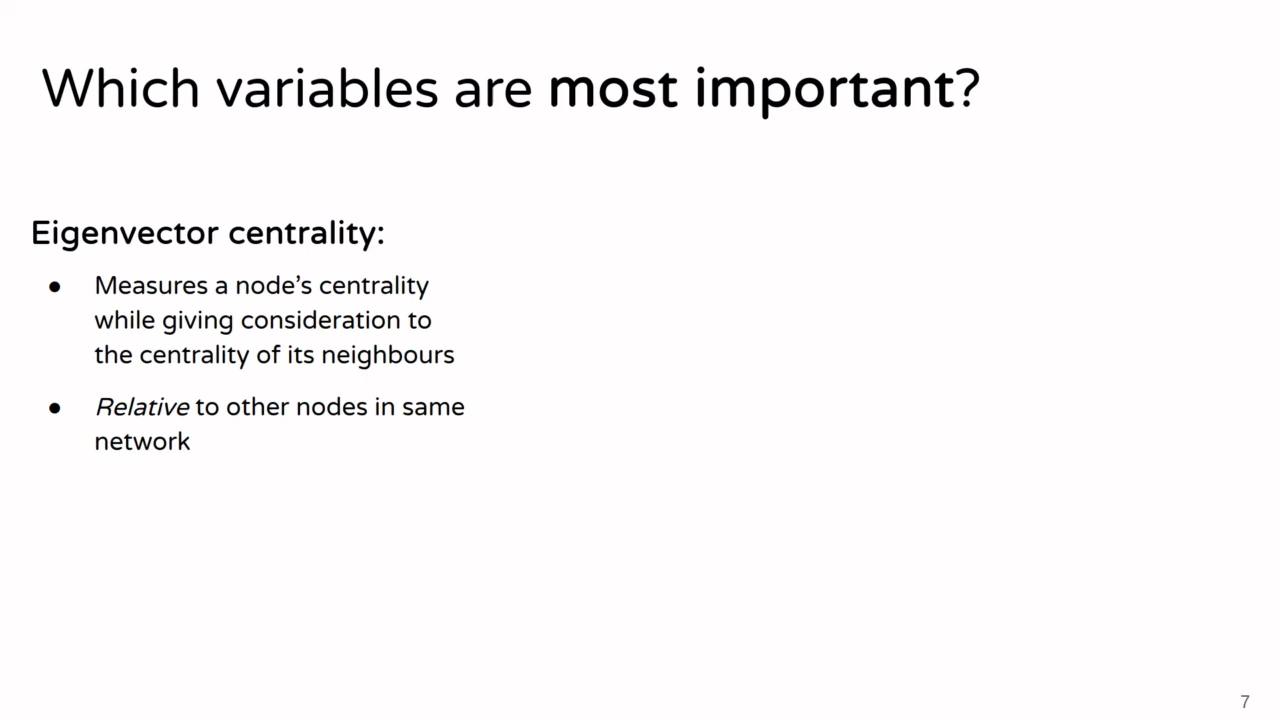 Which variables are most important?
Eigenvector centrality:
● Measures a node’s centrality
while giving consideration to
the centrality of its neighbours
● Relative to other nodes in same
network
7